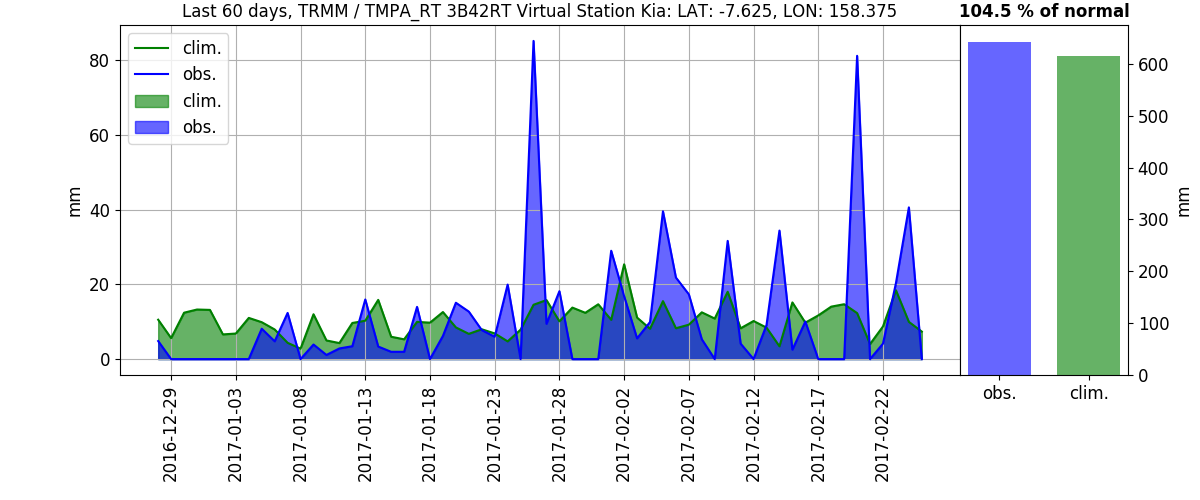 Last 60 days, TRMM / TMPA_RT 3B42RT Virtual Station Kia: LAT: -7.625, LON: 158.375
104.5 % of normal
clim.
obs.
clim.
obs.
mm
80
60
40
20
0
2016-12-29
2017-01-03
2017-01-08
2017-01-13
2017-01-18
2017-01-23
2017-01-28
2017-02-02
2017-02-07
2017-02-12
2017-02-17
2017-02-22
600
500
400
300
200
100
0
mm
obs.
clim.